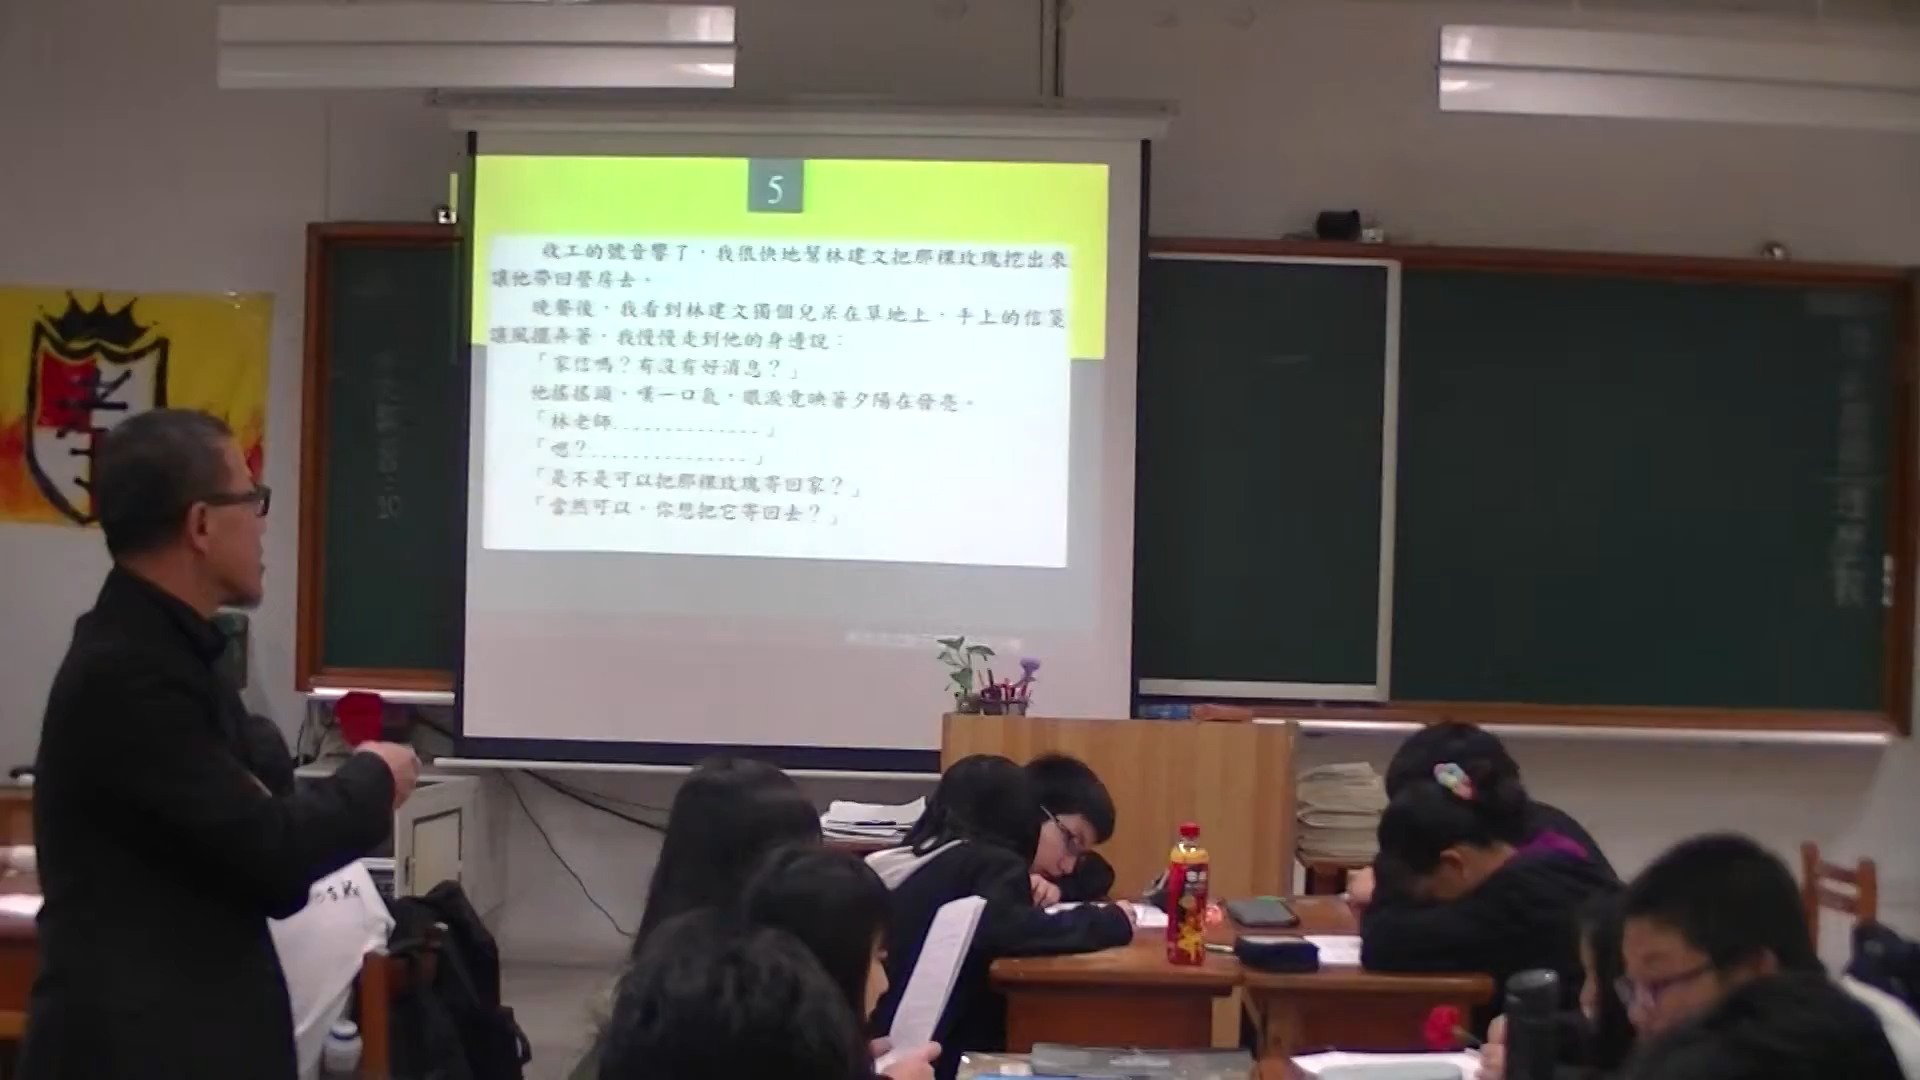 5
收工的號音響了，我很快地幫林建文把那裸玫瑰挖出來
讓他帶回營房去。
晚餐後，我看到林建文獨個兒呆在草地上，手上的信箋
讓風擺弄著，我慢慢走到他的身邊說：
「家信嗎？有沒有好消息？」
他搖搖頭，嘆一口氣，眼淚竟映著夕陽在發亮。
「林老師..............」
「嗯？................」
「是不是可以把那裸玫瑰寄回家？」
「當然可以，你想把它寄回去？」